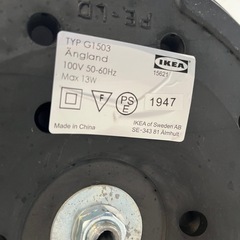 PE-LD
TYP G1503
Ängland
100V 50-60Hz
Max 13W
IKEA
15621
F
PS
E
1947
Made in China
IKEA of Sweden AB
SE-343 81 Älmhult